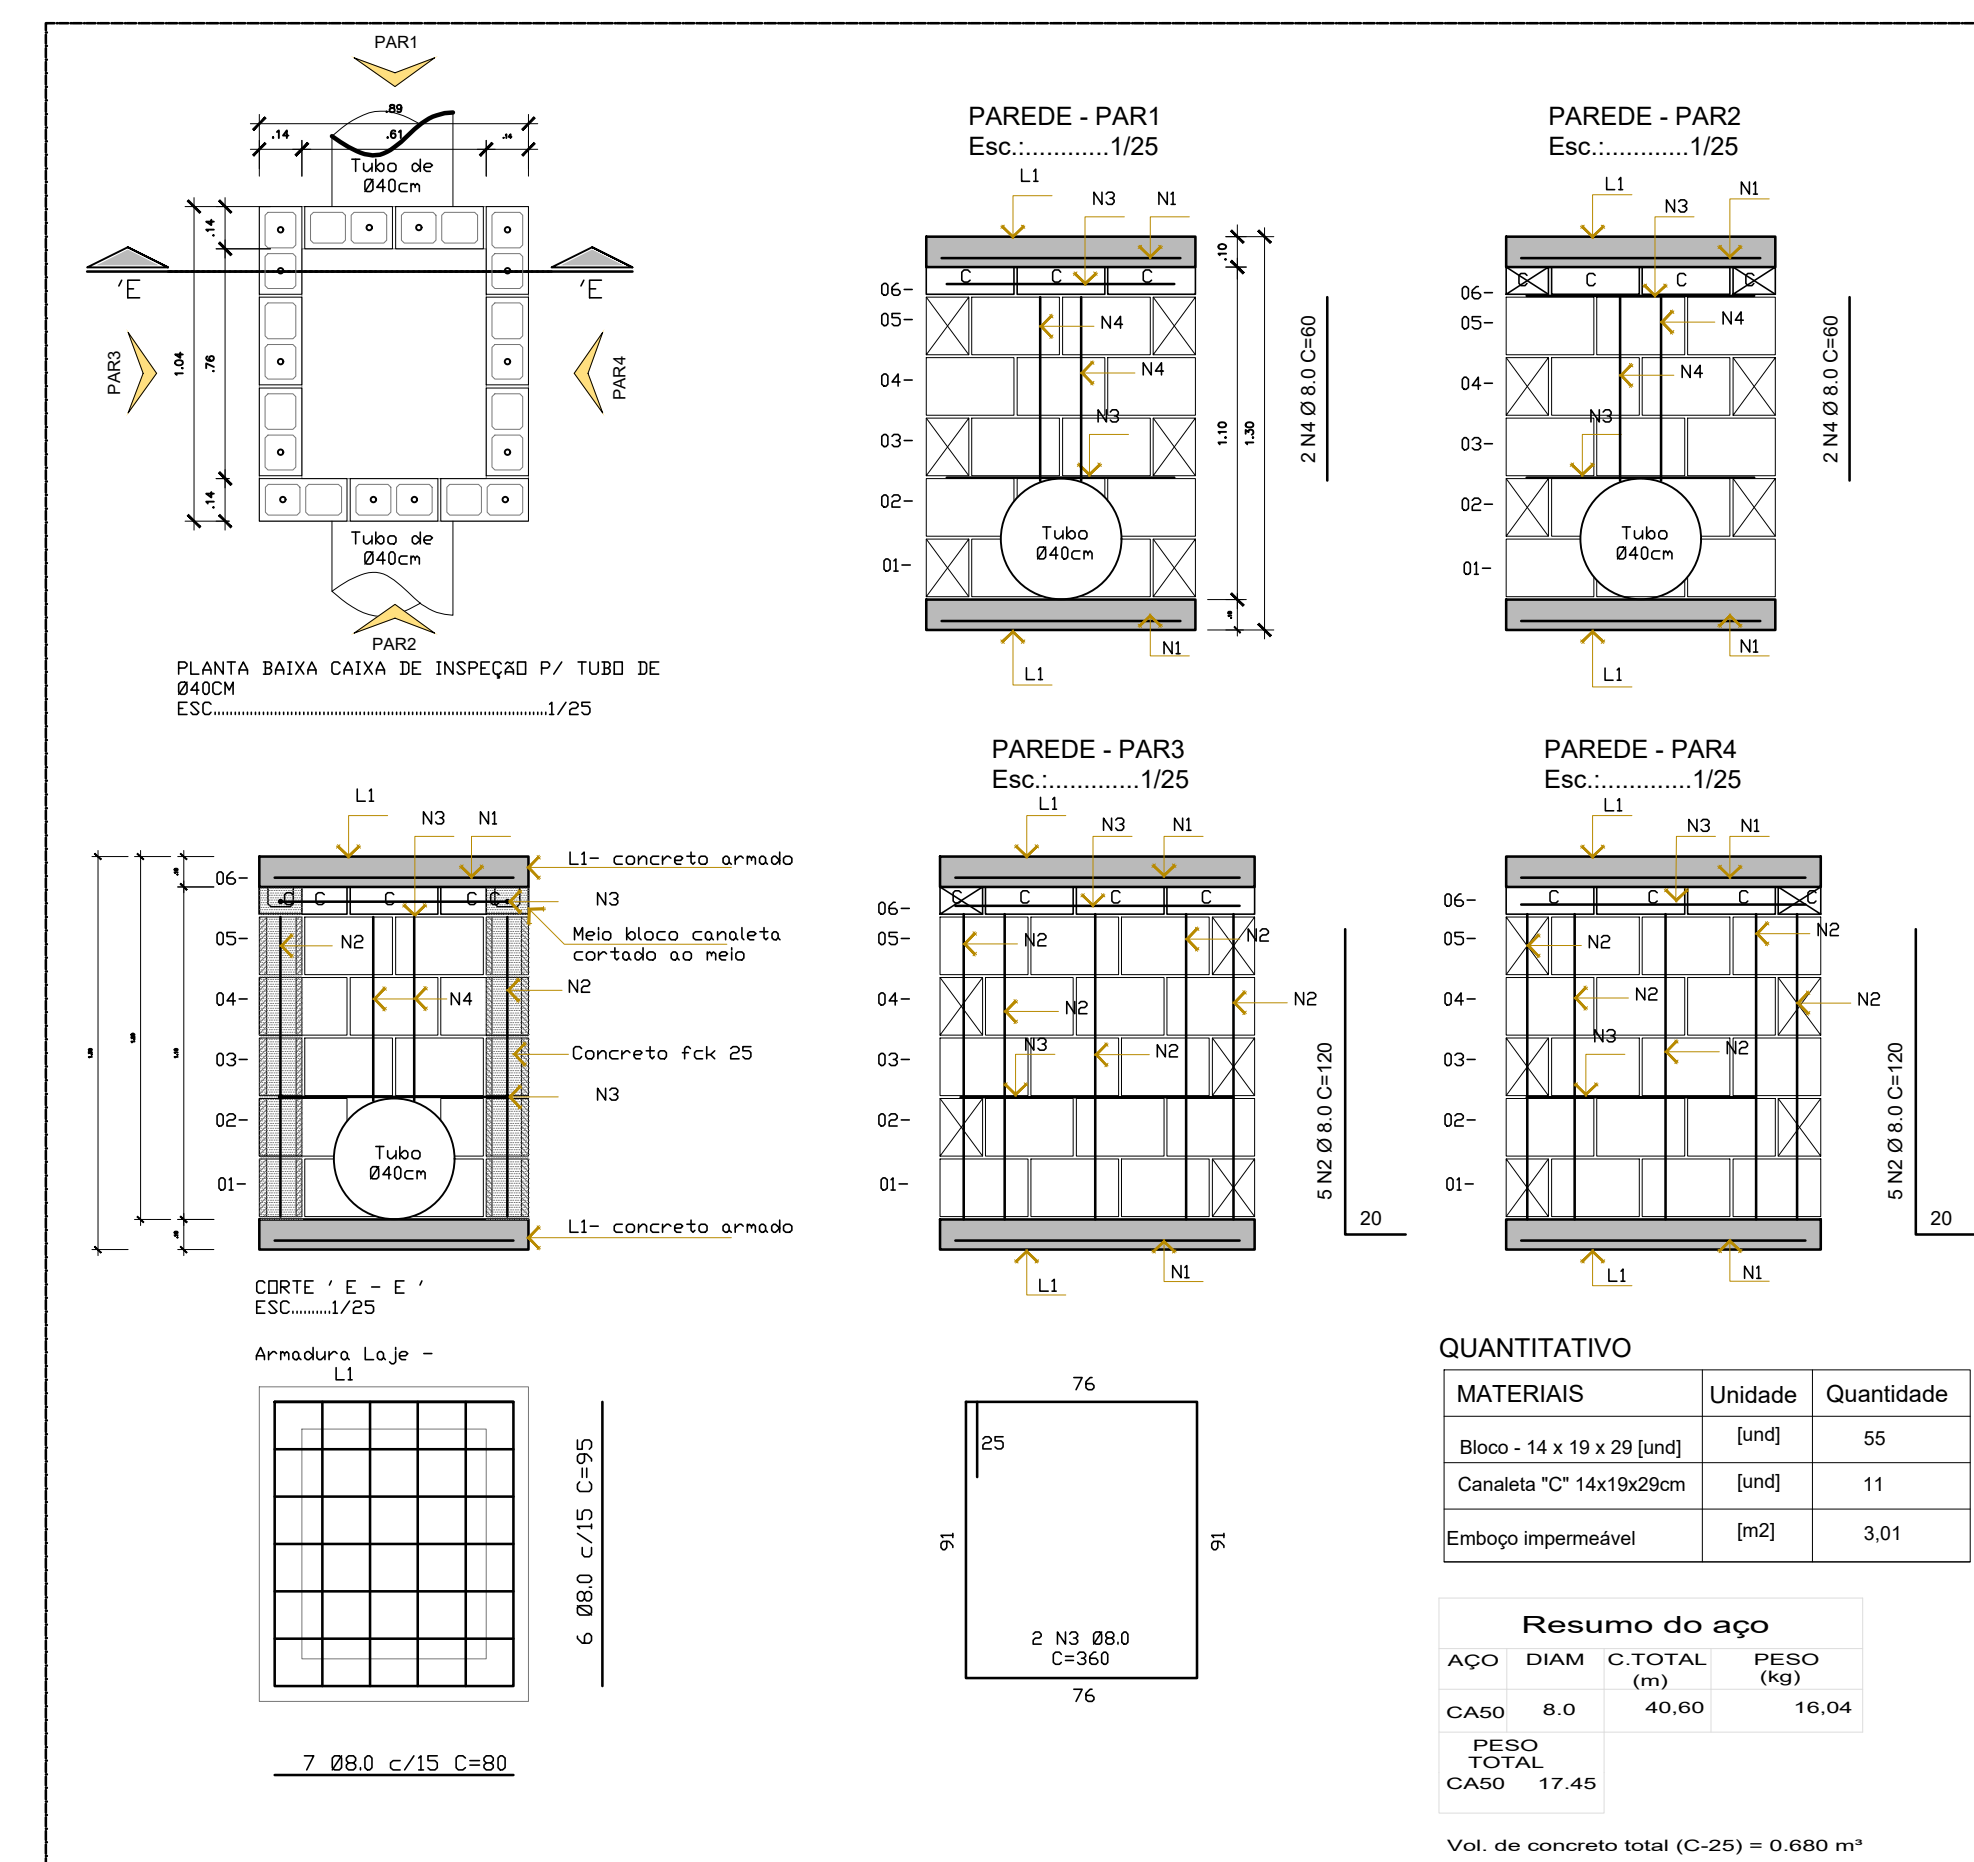 PAR1
.89
.14
.61
.14
Tubo de
Ø40cm
.14
1.04
.76
.14
'E
'E
PAR3
PAR4
Tubo de
Ø40cm
PAR2
PLANTA BAIXA CAIXA DE INSPEÇÃO P/ TUBO DE
Ø40CM
ESC...........................................................................1/25
PAREDE - PAR1
Esc.:............1/25
L1
N3
N1
C
C
C
06-
05-
04-
03-
02-
01-
N4
N4
N3
Tubo
Ø40cm
L1
N1
.10
1.10
1.30
.10
2 N4 Ø 8.0 C=60
PAREDE - PAR2
Esc.:............1/25
L1
N3
N1
C
C
C
C
06-
05-
04-
03-
02-
01-
N4
N4
N3
Tubo
Ø40cm
L1
N1
2 N4 Ø 8.0 C=60
L1
N3
N1
L1- concreto armado
06-
05-
04-
03-
02-
01-
C
C
C
C
C
N3
Meio bloco canaleta
cortado ao meio
N2
N2
N4
Concreto fck 25
N3
Tubo
Ø40cm
L1- concreto armado
CORTE ' E - E '
ESC.........1/25
PAREDE - PAR3
Esc.:.............1/25
L1
N3
N1
C
C
C
C
06-
05-
04-
03-
02-
01-
N2
N2
N2
N2
N3
N2
N1
L1
5 N2 Ø 8.0 C=120
20
PAREDE - PAR4
Esc.:.............1/25
L1
N3
N1
C
C
C
C
06-
05-
04-
03-
02-
01-
N2
N2
N2
N2
N3
N2
N1
L1
5 N2 Ø 8.0 C=120
20
Armadura Laje -
L1
6 Ø8.0 c/15 C=95
7 Ø8.0 c/15 C=80
76
25
91
91
2 N3 Ø8.0
C=360
76
QUANTITATIVO
MATERIAIS Unidade Quantidade
Bloco - 14 x 19 x 29 [und] [und] 55
Canaleta "C" 14x19x29cm [und] 11
Emboço impermeável [m2] 3,01
Resumo do aço
AÇO DIAM C.TOTAL PESO
(m) (kg)
CA50 8.0 40,60 16,04
PESO
TOTAL
CA50 17.45
Vol. de concreto total (C-25) = 0.680 m³